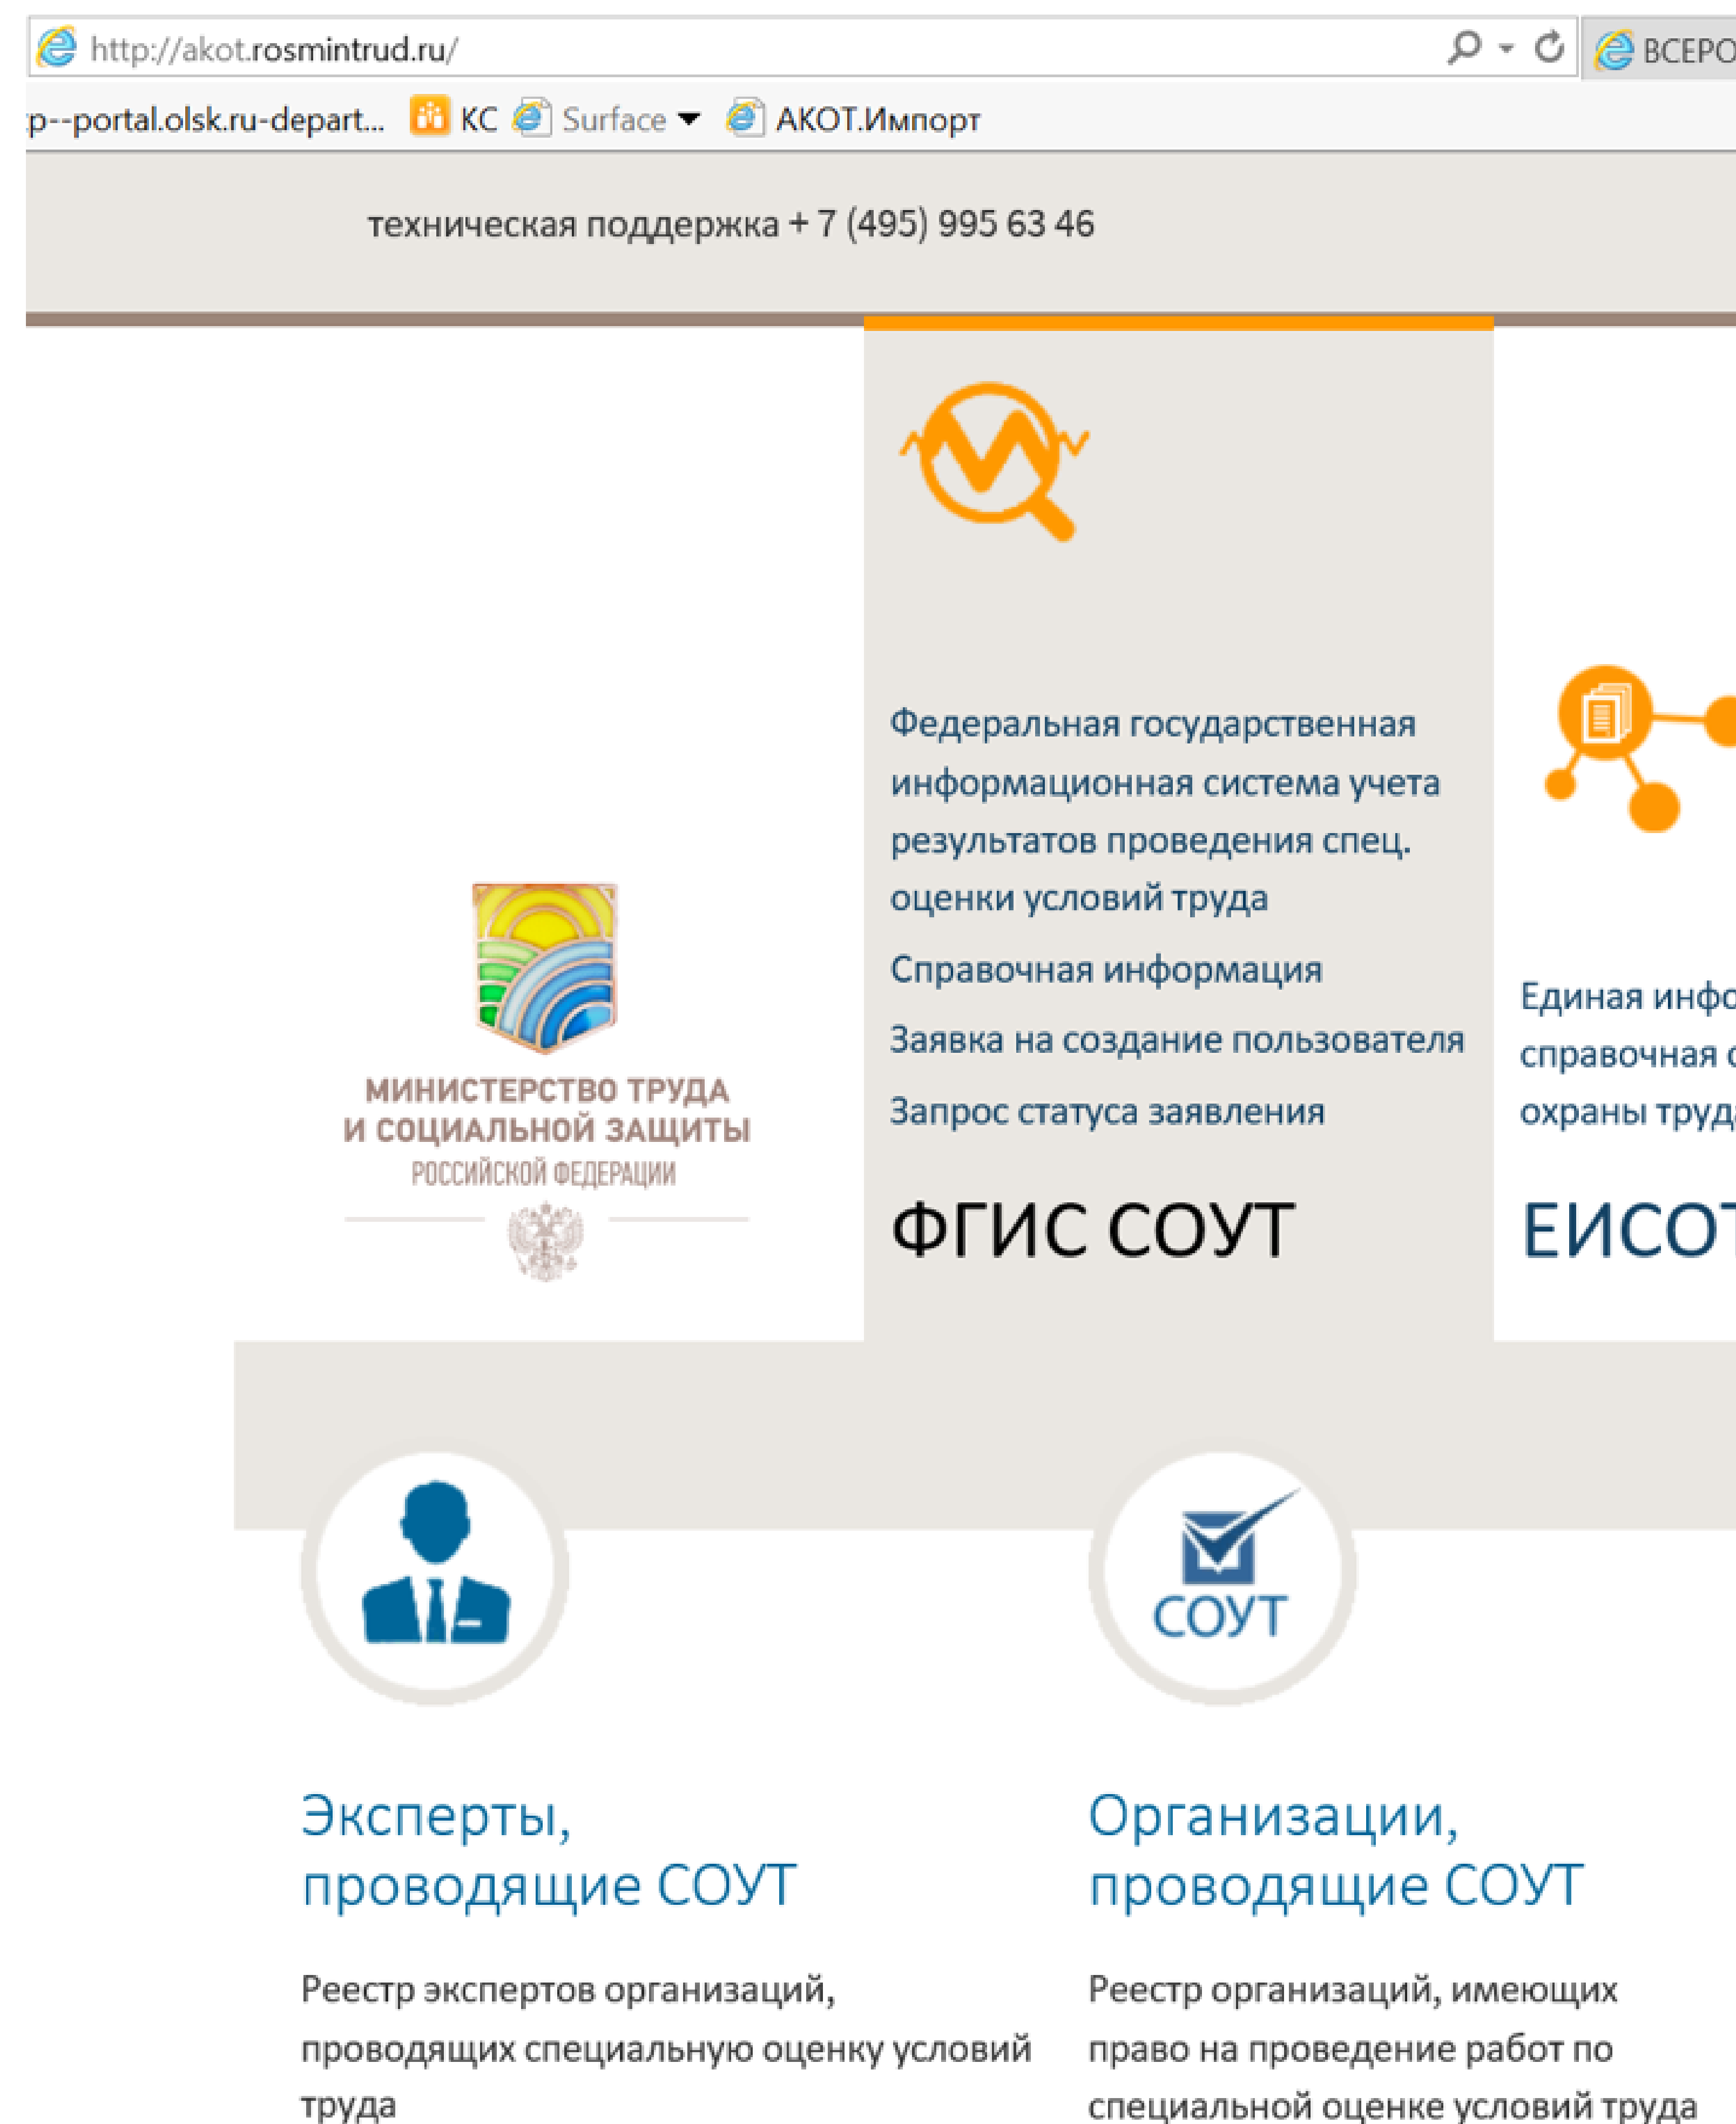 http://akot.rosmintrud.ru/
p--portal.olsk.ru-depart... КС Surface АКОТ.Импорт
техническая поддержка + 7 (495) 995 63 46
Федеральная государственная
информационная система учета
результатов проведения спец.
оценки условий труда
Справочная информация
Заявка на создание пользователя
Запрос статуса заявления
ФГИС СОУТ
МИНИСТЕРСТВО ТРУДА
И СОЦИАЛЬНОЙ ЗАЩИТЫ
РОССИЙСКОЙ ФЕДЕРАЦИИ
Единая
справочная
охраны
СОУТ
Эксперты,
проводящие СОУТ
Реестр экспертов организаций,
проводящих специальную оценку условий
труда
Организации,
проводящие СОУТ
Реестр организаций, имеющих
право на проведение работ по
специальной оценке условий труда